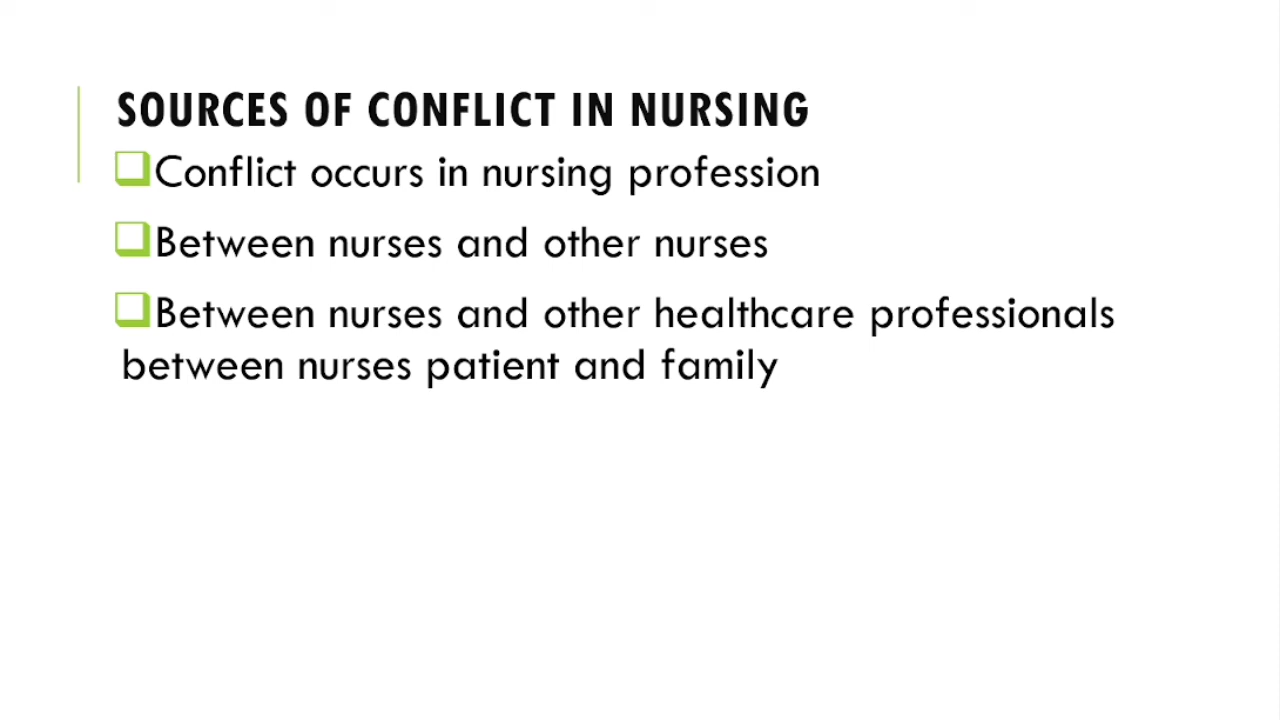 SOURCES OF CONFLICT IN NURSING
Conflict occurs in nursing profession
Between nurses and other nurses
Between nurses and other healthcare professionals
between nurses patient and family